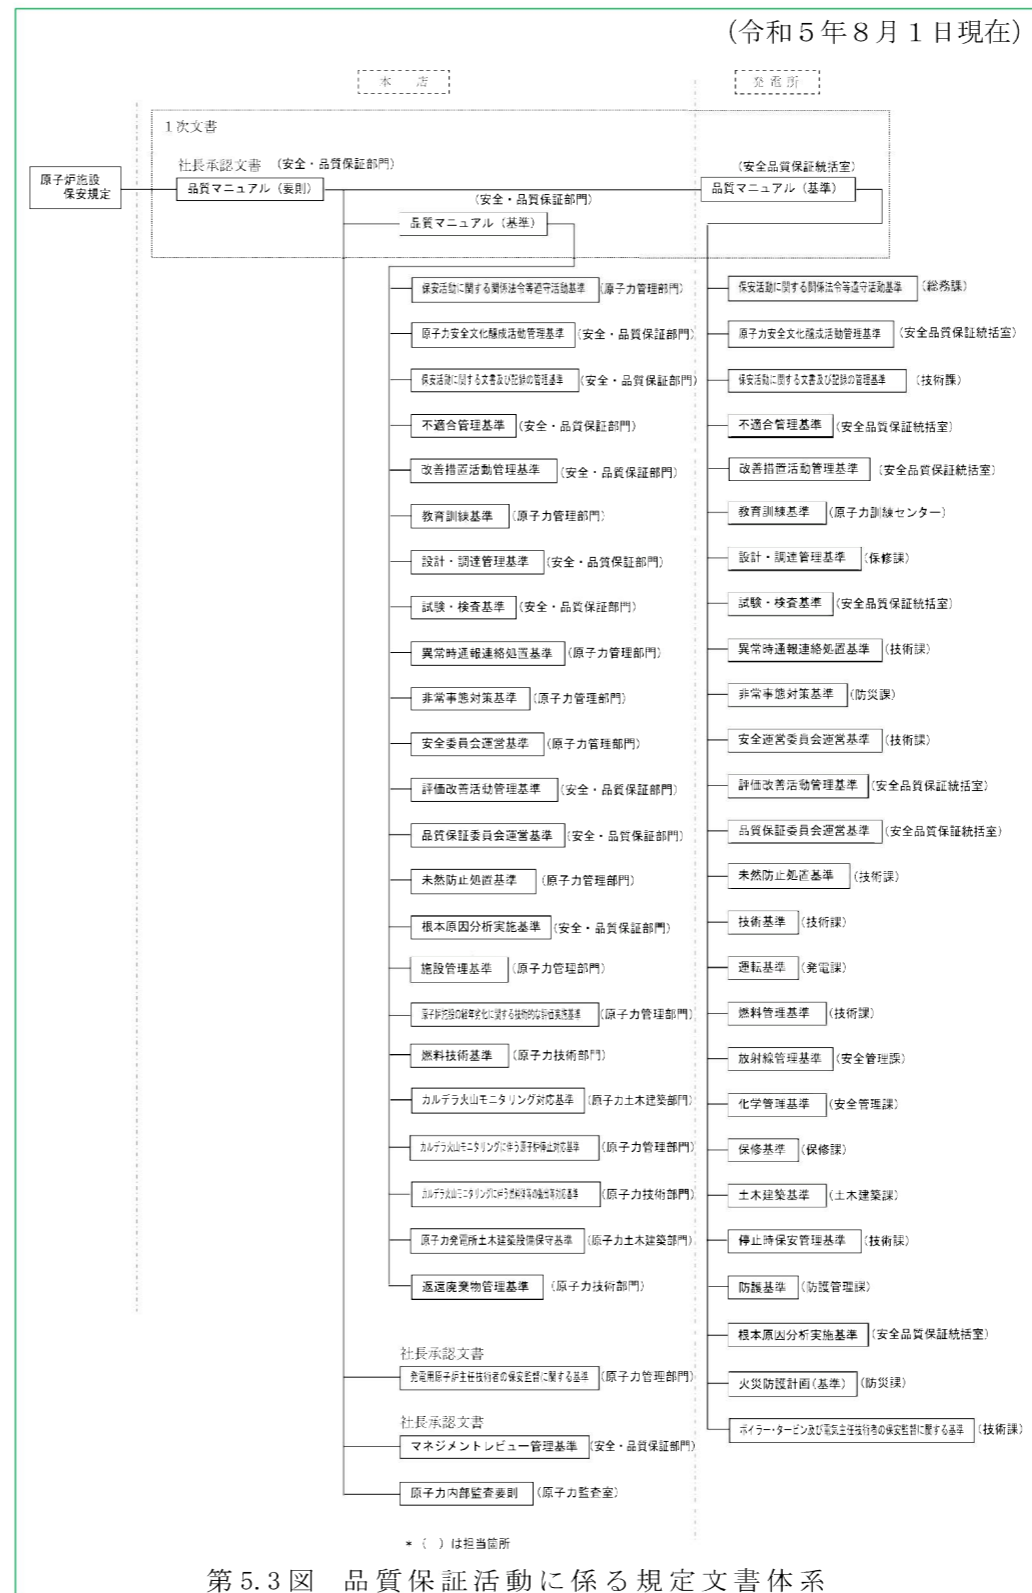 (令和5年8月1日現在)
本　店
発電所
1次文書
社長承認文書 (安全・品質保証部門)
(安全品質保証統括室)
原子炉施設
保安規定
品質マニュアル（要則）
品質マニュアル（基準）
(安全・品質保証部門)
品質マニュアル（基準）
保安活動に関する関係法令等遵守活動基準 (原子力管理部門)
原子力安全文化醸成活動管理基準 (安全・品質保証部門)
保安活動に関する文書及び記録の管理基準 (安全・品質保証部門)
不適合管理基準 (安全・品質保証部門)
改善措置活動管理基準 (安全・品質保証部門)
教育訓練基準 (原子力管理部門)
設計・調達管理基準 (安全・品質保証部門)
試験・検査基準 (安全・品質保証部門)
異常時通報連絡処置基準 (原子力管理部門)
非常事態対策基準 (原子力管理部門)
安全委員会運営基準 (原子力管理部門)
評価改善活動管理基準 (安全・品質保証部門)
品質保証委員会運営基準 (安全・品質保証部門)
未然防止処置基準 (原子力管理部門)
根本原因分析実施基準 (安全・品質保証部門)
施設管理基準 (原子力管理部門)
原子炉施設の経年劣化に関する技術的な評価実施基準 (原子力管理部門)
燃料技術基準 (原子力技術部門)
カルデラ火山モニタリング対応基準 (原子力土木建築部門)
カルデラ火山モニタリングに伴う原子炉停止対応基準 (原子力管理部門)
カルデラ火山モニタリングに伴う燃料体等の搬出等対応基準 (原子力技術部門)
原子力発電所土木建築設備保守基準 (原子力土木建築部門)
返還廃棄物管理基準 (原子力技術部門)
社長承認文書
発電用原子炉主任技術者の保安監督に関する基準 (原子力管理部門)
社長承認文書
マネジメントレビュー管理基準 (安全・品質保証部門)
原子力内部監査要則 (原子力監査室)
保安活動に関する関係法令等遵守活動基準 (総務課)
原子力安全文化醸成活動管理基準 (安全品質保証統括室)
保安活動に関する文書及び記録の管理基準 (技術課)
不適合管理基準 (安全品質保証統括室)
改善措置活動管理基準 (安全品質保証統括室)
教育訓練基準 (原子力訓練センター)
設計・調達管理基準 (保修課)
試験・検査基準 (安全品質保証統括室)
異常時通報連絡処置基準 (技術課)
非常事態対策基準 (防災課)
安全運営委員会運営基準 (技術課)
評価改善活動管理基準 (安全品質保証統括室)
品質保証委員会運営基準 (安全品質保証統括室)
未然防止処置基準 (技術課)
技術基準 (技術課)
運転基準 (発電課)
燃料管理基準 (技術課)
放射線管理基準 (安全管理課)
化学管理基準 (安全管理課)
保修基準 (保修課)
土木建築基準 (土木建築課)
停止時保安管理基準 (技術課)
防護基準 (防護管理課)
根本原因分析実施基準 (安全品質保証統括室)
火災防護計画(基準) (防災課)
ボイラー・タービン及び電気主任技術者の保安監督に関する基準 (技術課)
*（　）は担当箇所
第5.3図　品質保証活動に係る規定文書体系